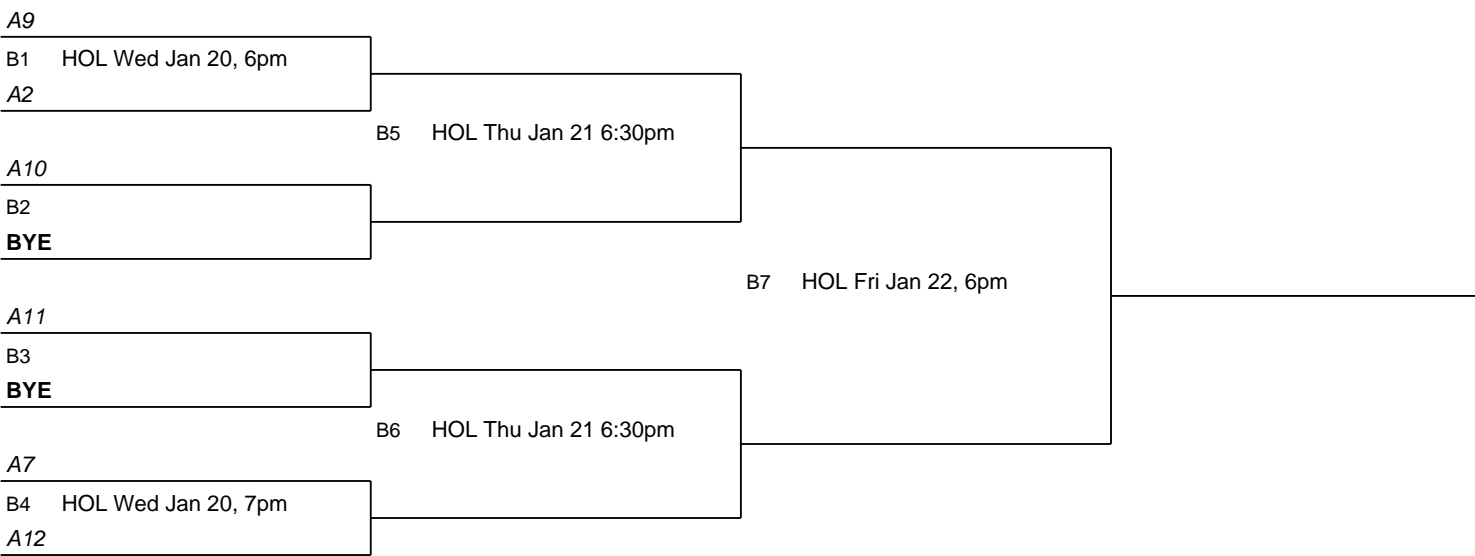 A9
B1 HOL Wed Jan 20, 6pm
A2
B5 HOL Thu Jan 21 6:30pm
A10
B2
BYE
B7 HOL Fri Jan 22, 6pm
A11
B3
BYE
B6 HOL Thu Jan 21 6:30pm
A7
B4 HOL Wed Jan 20, 7pm
A12